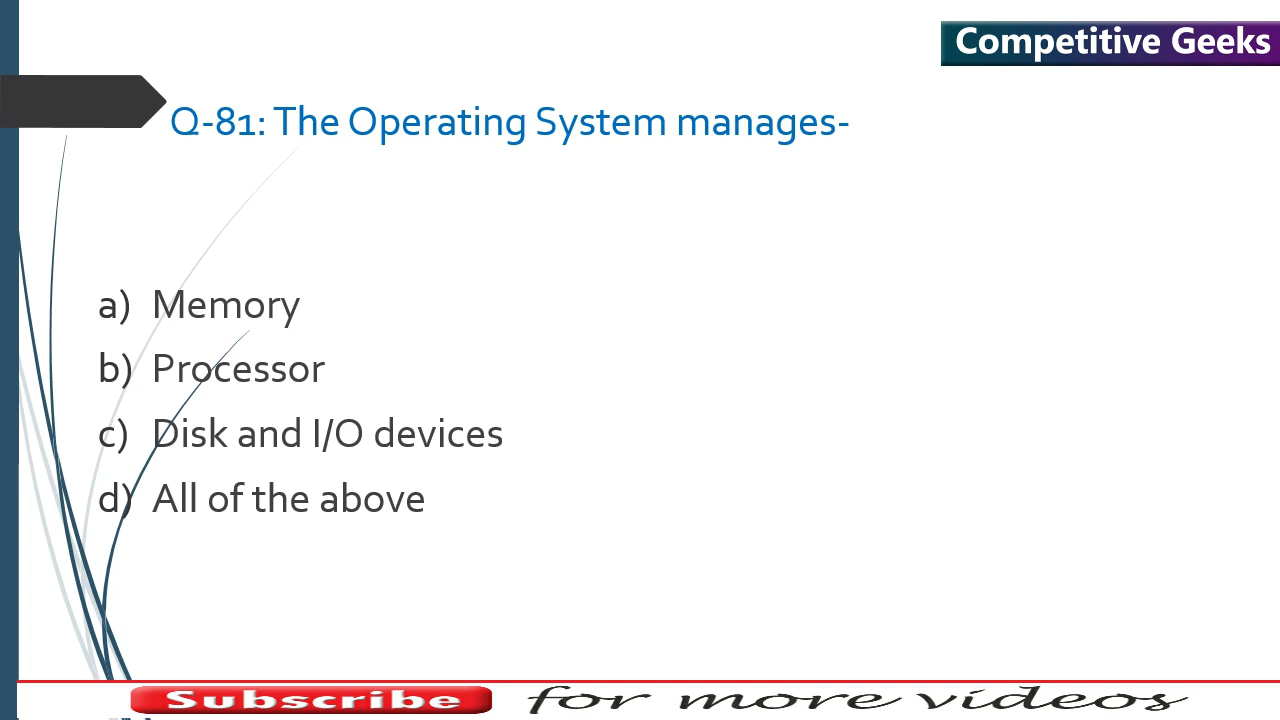 Competitive Geeks
Q-81: The Operating System manages-
a) Memory
b) Processor
c) Disk and I/O devices
d) All of the above
Subscribe for more videos